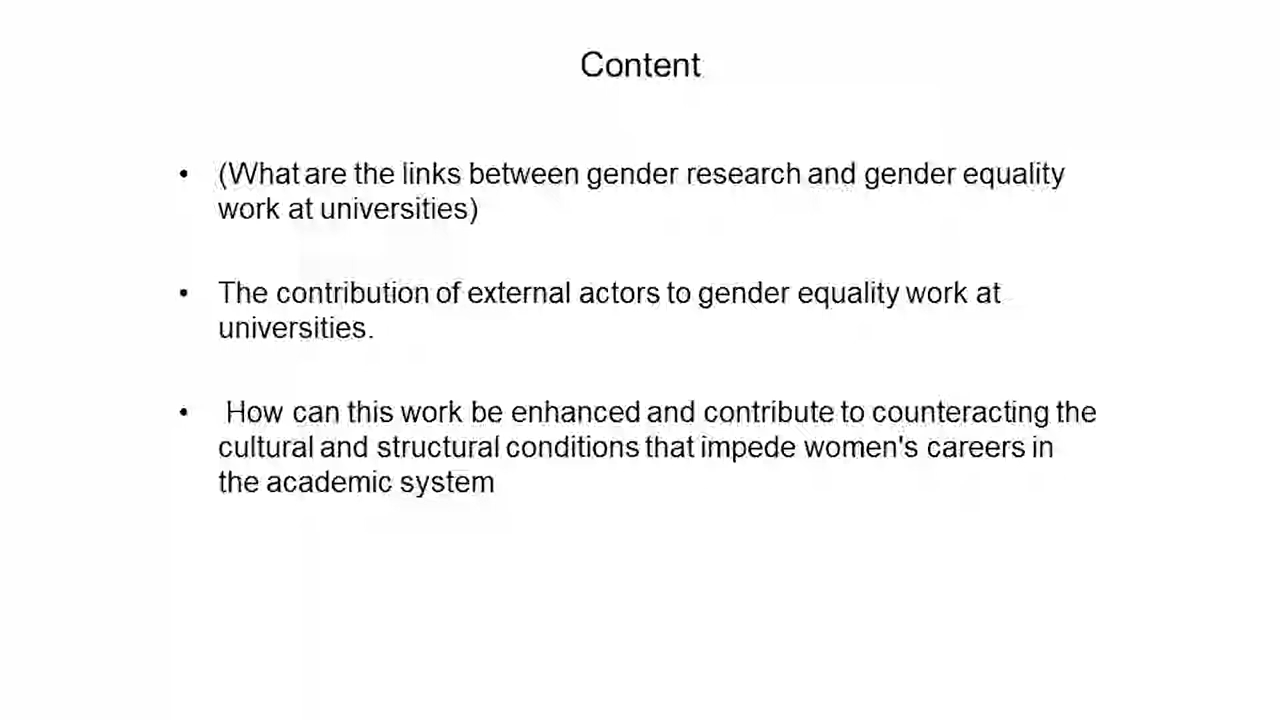 Content
• (What are the links between gender research and gender equality
work at universities)
• The contribution of external actors to gender equality work at
universities.
• How can this work be enhanced and contribute to counteracting the
cultural and structural conditions that impede women's careers in
the academic system